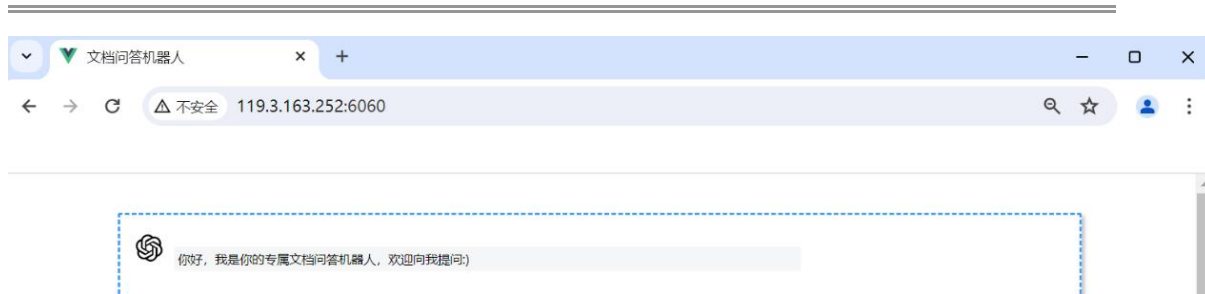 文档问答机器人
不安全 119.3.163.252:6060
你好，我是你的专属文档问答机器人，欢迎向我提问:)